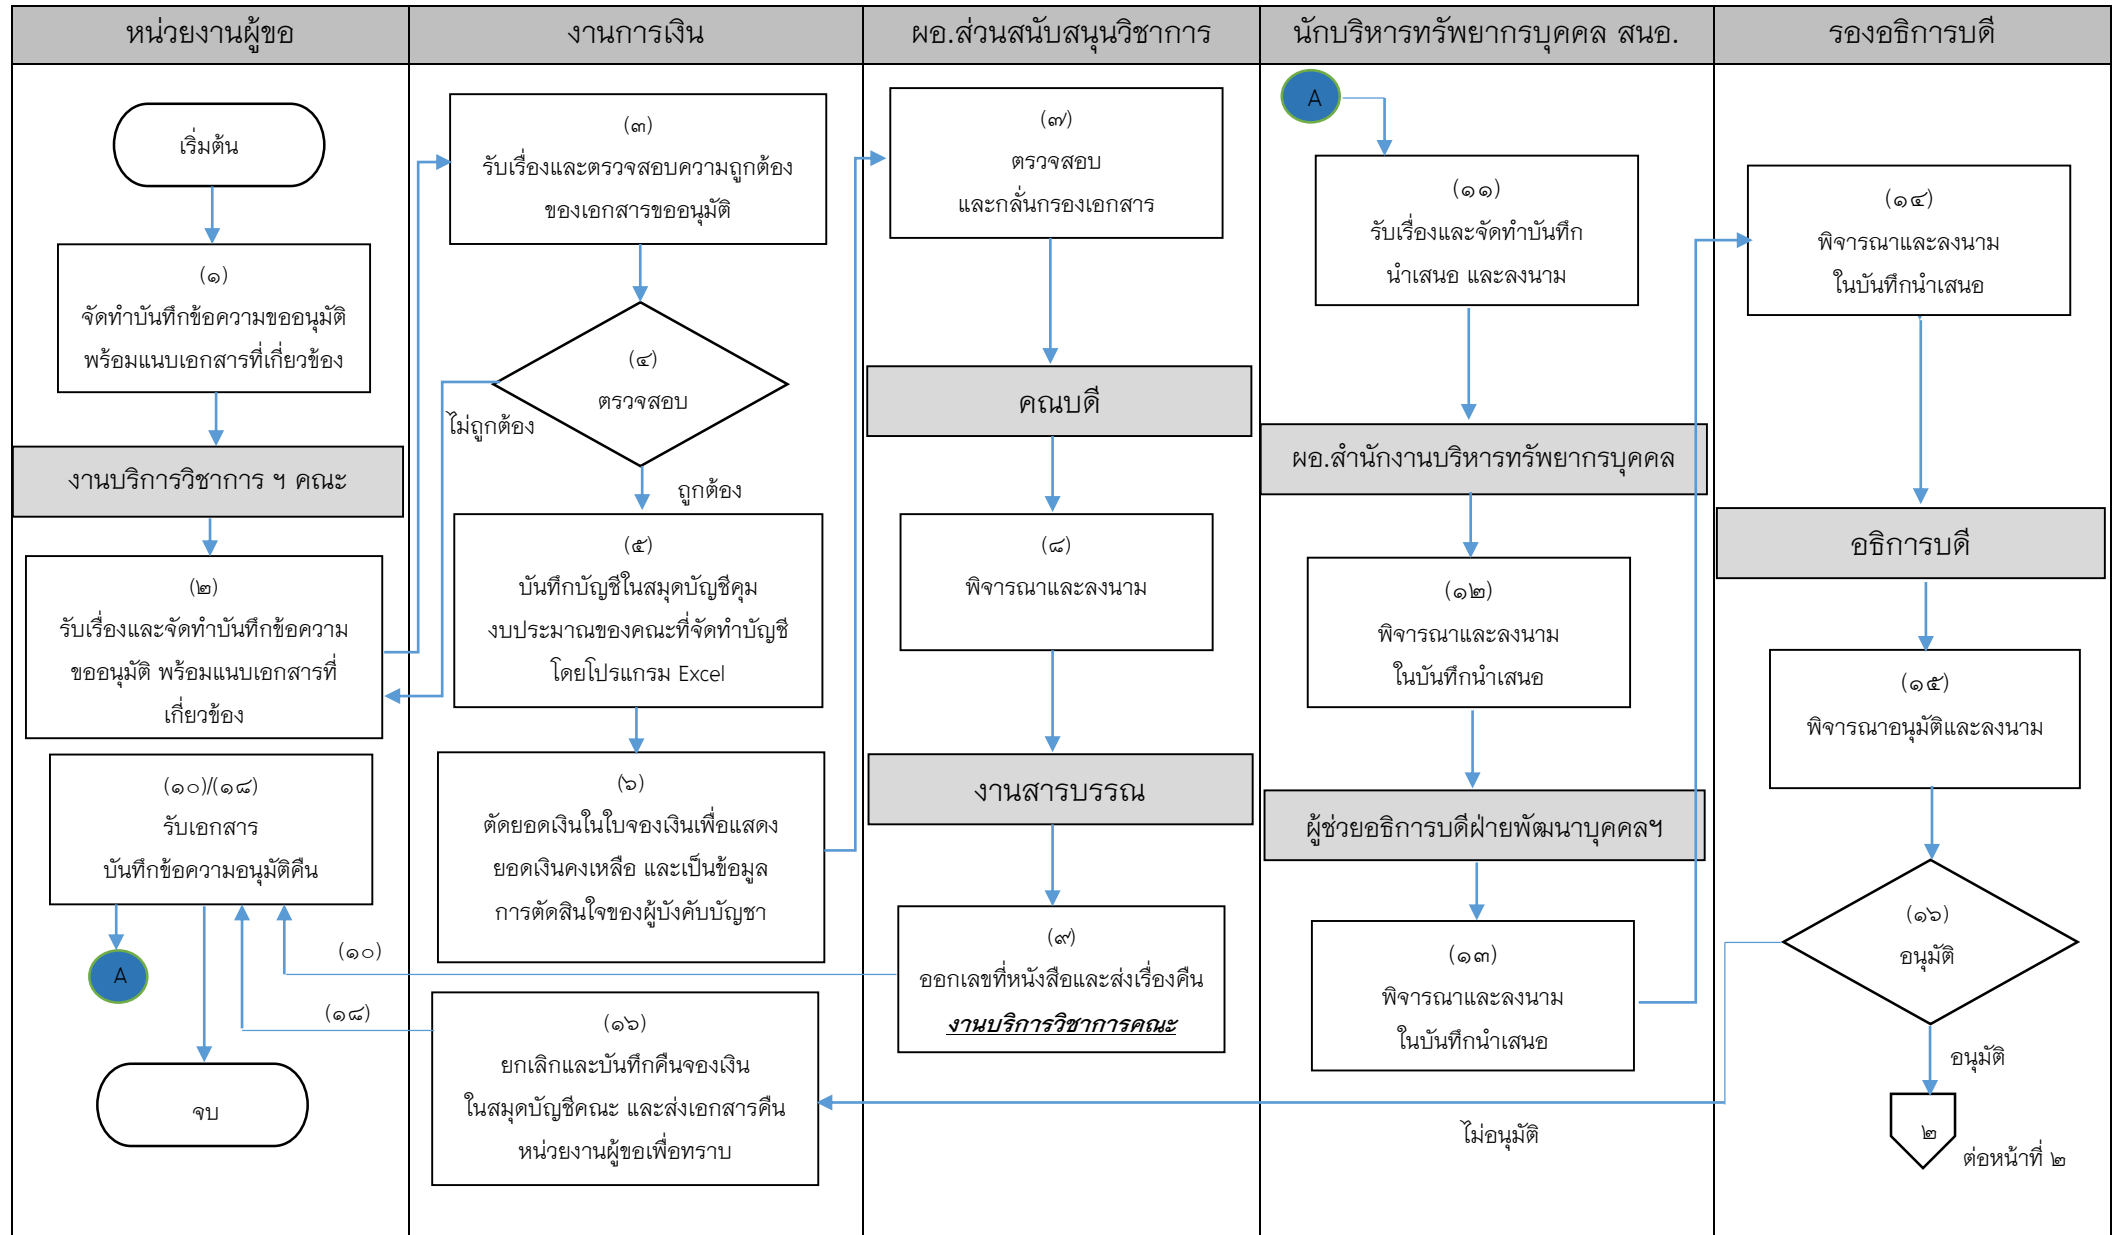 หน่วยงานผู้ขอ
เริ่มต้น
(๑)
จัดทำบันทึกข้อความขออนุมัติ
พร้อมแนบเอกสารที่เกี่ยวข้อง
งานบริการวิชาการ ฯ คณะ
(๒)
รับเรื่องและจัดทำบันทึกข้อความ
ขออนุมัติ พร้อมแนบเอกสารที่
เกี่ยวข้อง
(๑๐)/(๑๘)
รับเอกสาร
บันทึกข้อความอนุมัติคืน
A
(๑๐)
(๑๘)
จบ
งานการเงิน
(๓)
รับเรื่องและตรวจสอบความถูกต้อง
ของเอกสารขออนุมัติ
(๔)
ตรวจสอบ
ไม่ถูกต้อง
ถูกต้อง
(๕)
บันทึกบัญชีในสมุดบัญชีคุม
งบประมาณของคณะที่จัดทำบัญชี
โดยโปรแกรม Excel
(๖)
ตัดยอดเงินในใบจองเงินเพื่อแสดง
ยอดเงินคงเหลือ และเป็นข้อมูล
การตัดสินใจของผู้บังคับบัญชา
(๑๖)
ยกเลิกและบันทึกคืนจองเงิน
ในสมุดบัญชีคณะ และส่งเอกสารคืน
หน่วยงานผู้ขอเพื่อทราบ
ผอ.ส่วนสนับสนุนวิชาการ
(๗)
ตรวจสอบ
และกลั่นกรองเอกสาร
คณบดี
(๘)
พิจารณาและลงนาม
งานสารบรรณ
(๙)
ออกเลขที่หนังสือและส่งเรื่องคืน
งานบริการวิชาการคณะ
นักบริหารทรัพยากรบุคคล สนอ.
A
(๑๑)
รับเรื่องและจัดทำบันทึก
นำเสนอ และลงนาม
ผอ.สำนักงานบริหารทรัพยากรบุคคล
(๑๒)
พิจารณาและลงนาม
ในบันทึกนำเสนอ
ผู้ช่วยอธิการบดีฝ่ายพัฒนาบุคคลฯ
(๑๓)
พิจารณาและลงนาม
ในบันทึกนำเสนอ
ไม่อนุมัติ
รองอธิการบดี
(๑๔)
พิจารณาและลงนาม
ในบันทึกนำเสนอ
อธิการบดี
(๑๕)
พิจารณาอนุมัติและลงนาม
(๑๖)
อนุมัติ
อนุมัติ
๒
ต่อหน้าที่ ๒